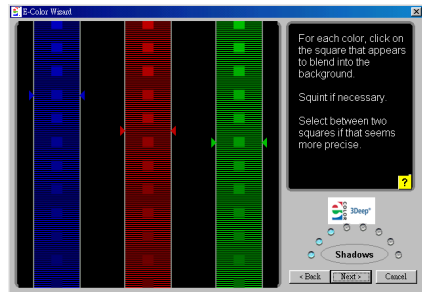 E-Color Wizard
For each color, click on
the square that appears
to blend into the
background.
Squint if necessary.
Select between two
squares if that seems
more precise.
?
3Deep®
Shadows
< Back
Next >
Cancel